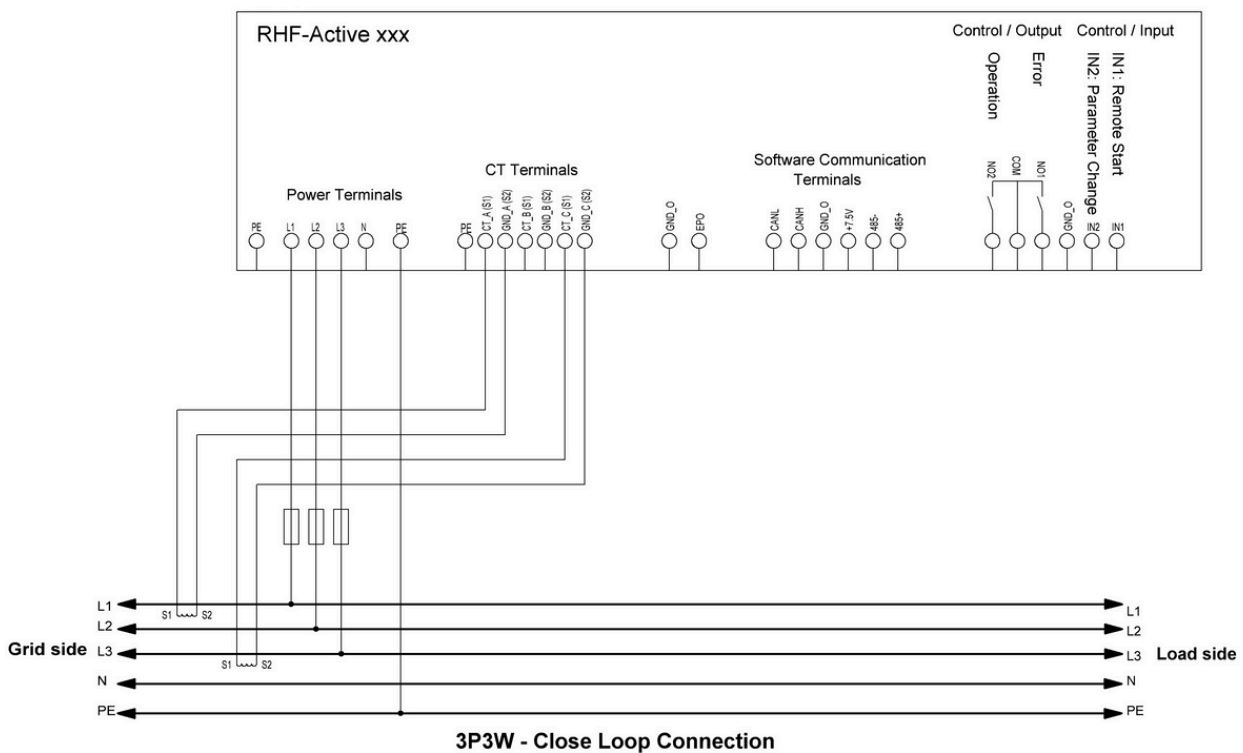 RHF-Active xxx
Control / Output
Control / Input
Operation
Error
IN2: Parameter Change
IN1: Remote Start
Power Terminals
CT Terminals
Software Communication
Terminals
PE
L1
L2
L3
N
PE
PE
CT_A (S1)
GND_A (S2)
CT_B (S1)
GND_B (S2)
CT_C (S1)
GND_C (S2)
GND_O
EPO
CANL
CANH
GND_O
+7.5V
485-
485+
NO2
COM
NO1
GND_O
IN2
IN1
L1
S1
S2
L1
L2
L2
Grid side
L3
S1
S2
L3
Load side
N
N
PE
PE
3P3W - Close Loop Connection